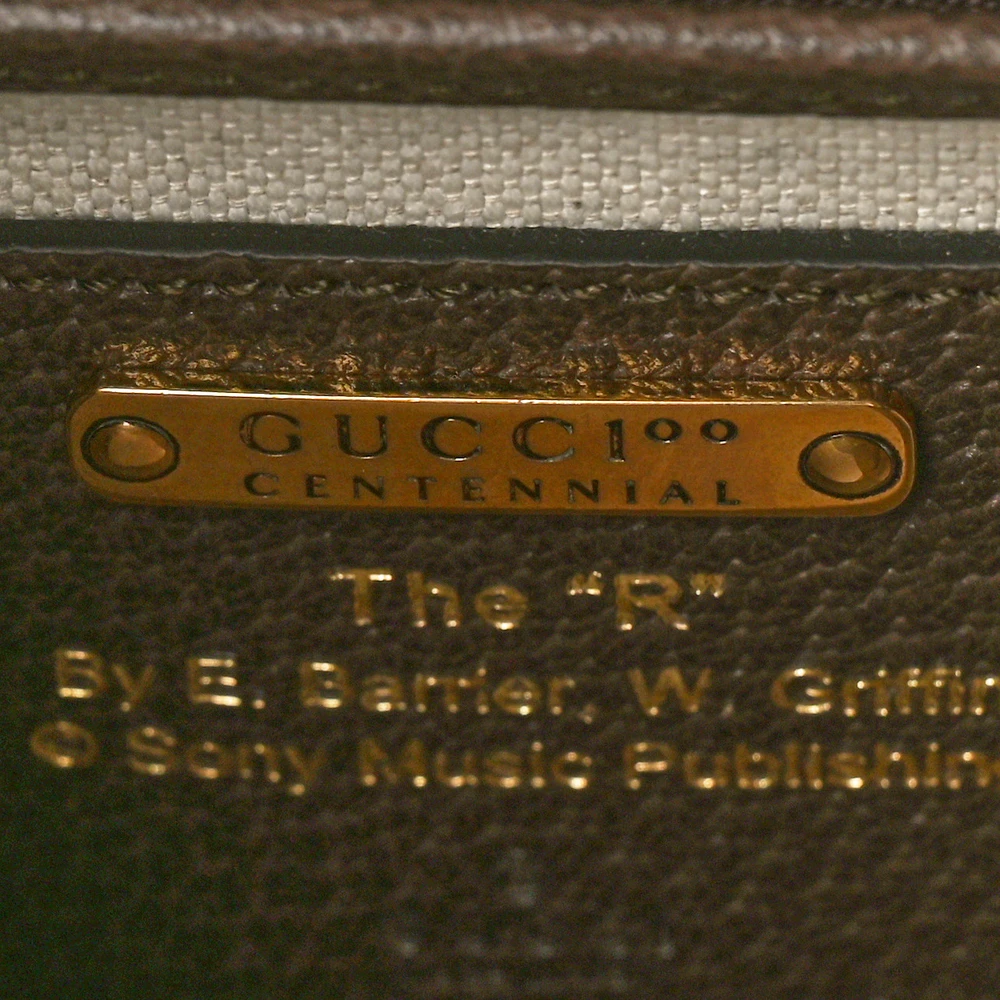 GUCCI100
CENTENNIAL
The "R"
By E. Barrier, W. Griffin
© Sony Music Publishing